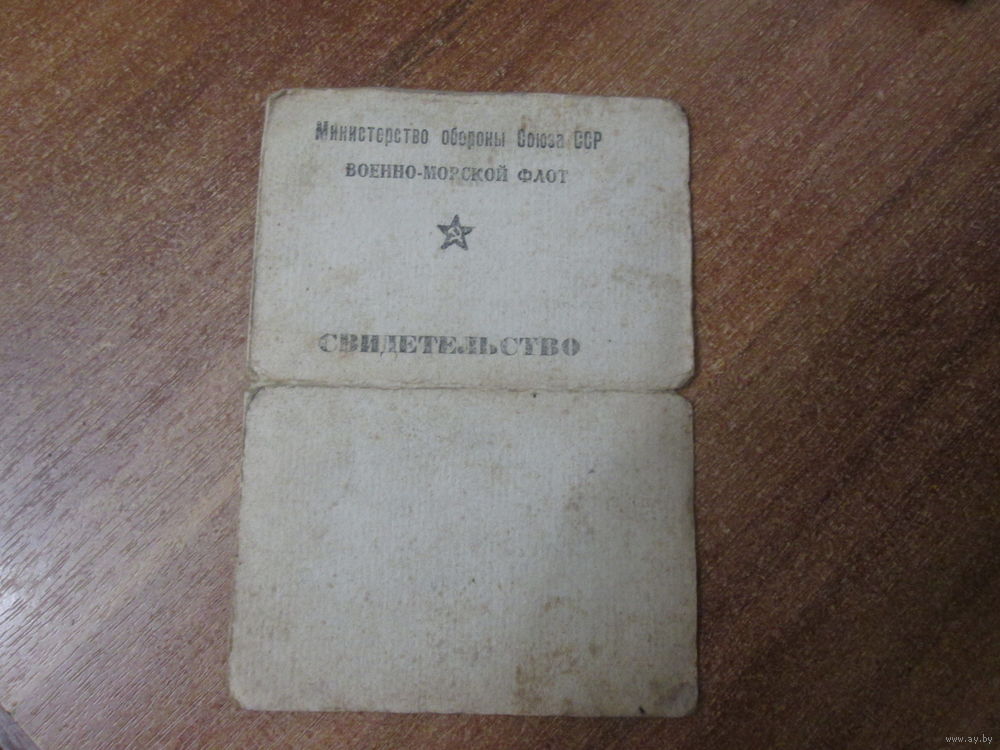 Министерство обороны Союза ССР
ВОЕННО-МОРСКОЙ ФЛОТ
СВИДЕТЕЛЬСТВО
www.ay.by